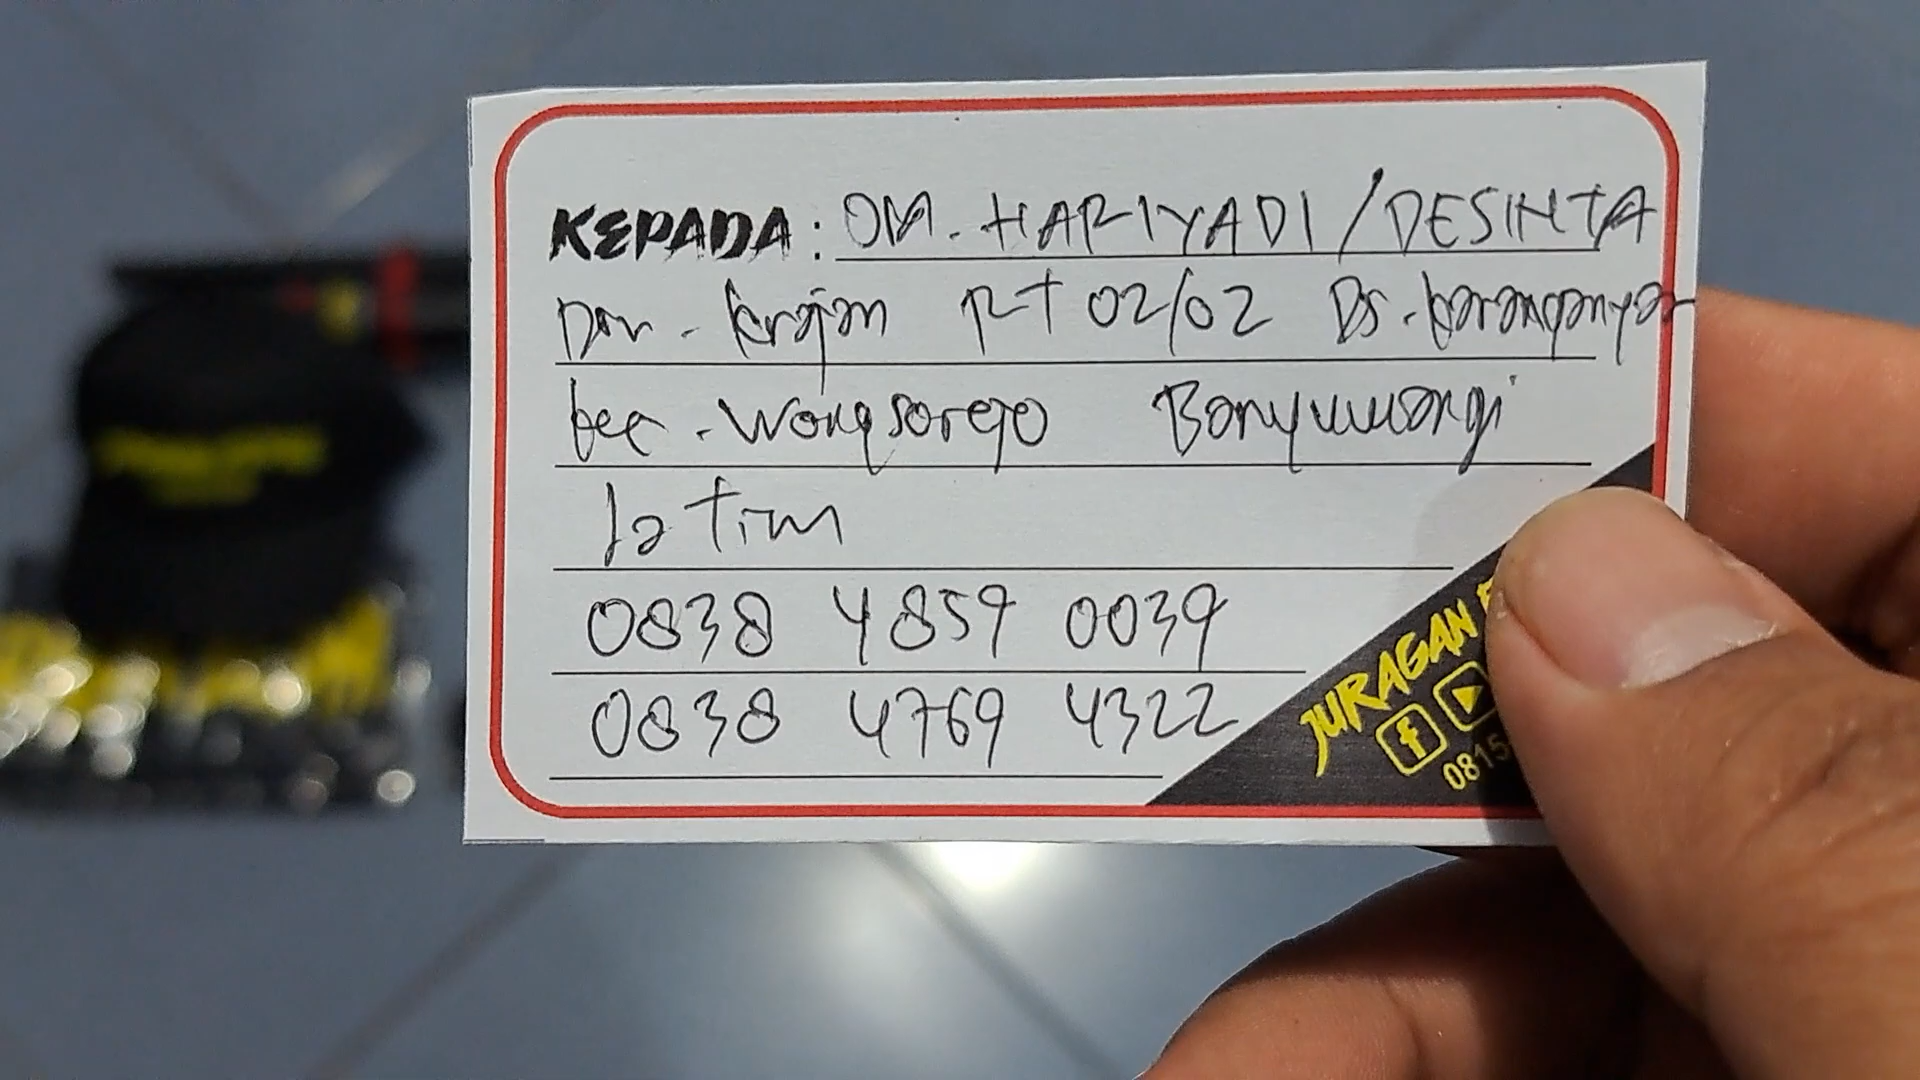 KEPADA: OM. HARIYADI / DESINTA
Dsn. krajan RT 02/02 Ds. karanganyar
kec. Wongsorejo Banyuwangi
Jatim
0838 4859 0039
0838 4769 4322
JURAGAN
0815